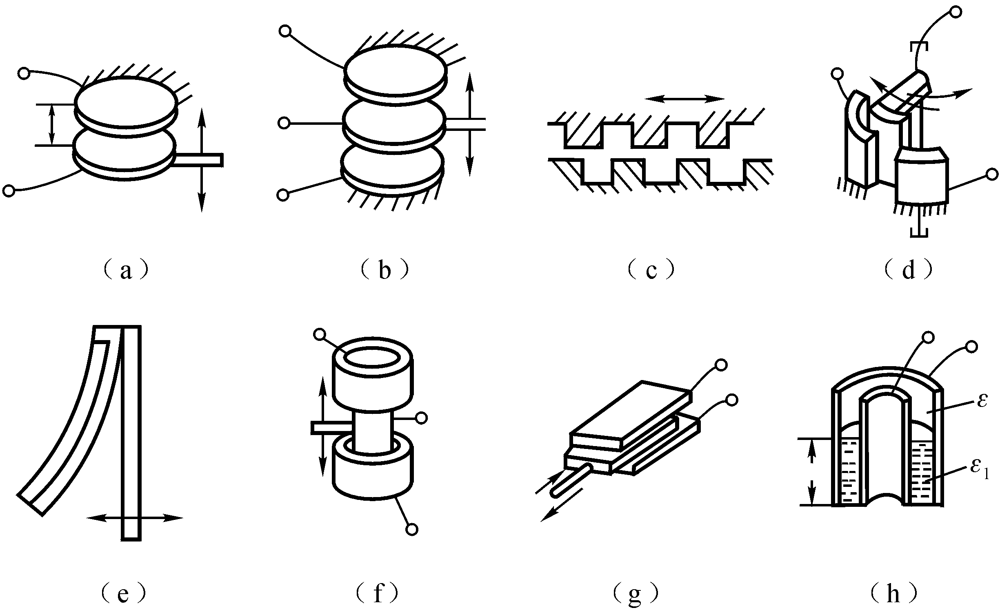 （a）
（b）
（c）
（d）
ε
ε1
（e）
（f）
（g）
（h）